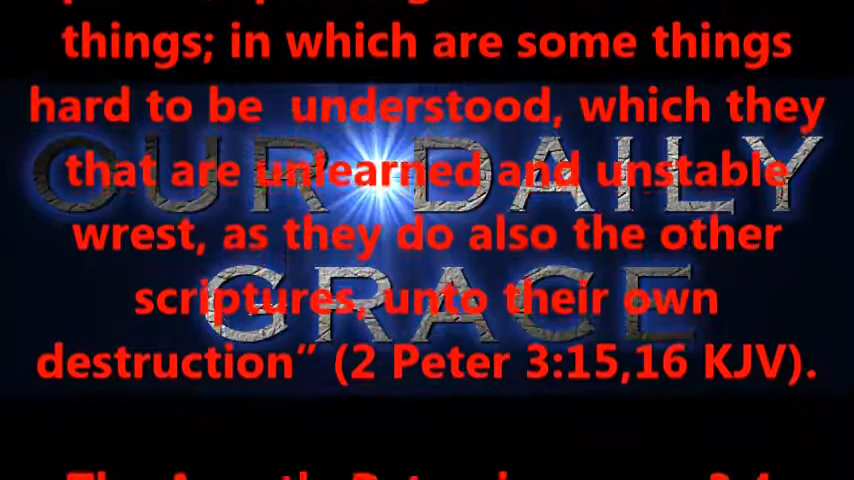 things; in which are some things
hard to be  understood, which they
OUR DAILY
that are unlearned and unstable
wrest, as they do also the other
GRACE
scriptures, unto their own
destruction” (2 Peter 3:15,16 KJV).